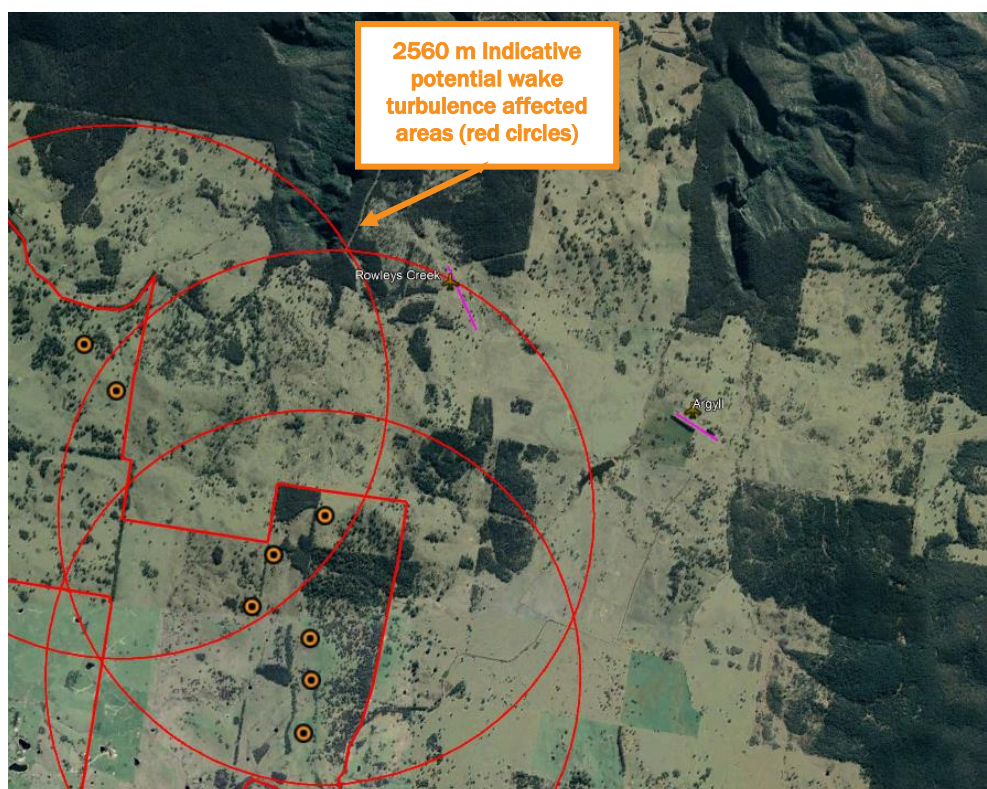 2560 m Indicative
potential wake
turbulence affected
areas (red circles)
Rowleys Creek
Argyll